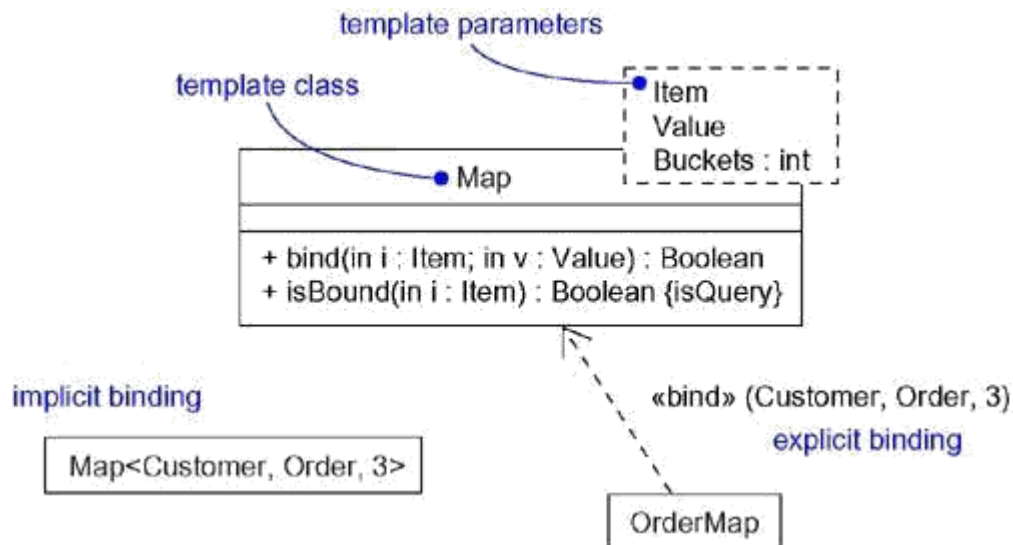 template parameters
template class
Item
Value
Buckets : int
Map
+ bind(in i : Item; in v : Value) : Boolean
+ isBound(in i : Item) : Boolean {isQuery}
implicit binding
«bind» (Customer, Order, 3)
explicit binding
Map<Customer, Order, 3>
OrderMap